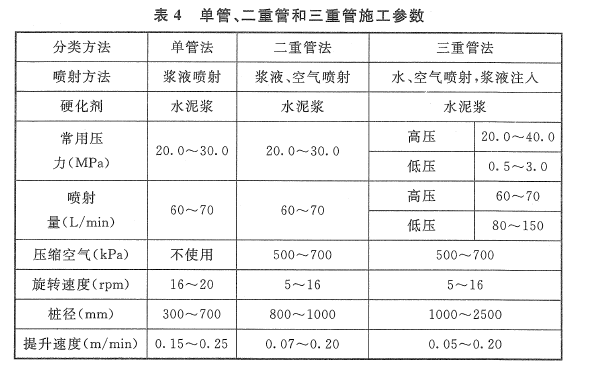 表 4 单管、二重管和三重管施工参数
分类方法 单管法 二重管法 三重管法
喷射方法 浆液喷射 浆液、空气喷射 水、空气喷射,浆液注入
硬化剂 水泥浆 水泥浆 水泥浆
常用压力(MPa) 20.0～30.0 20.0～30.0 高压 20.0～40.0
低压 0.5～3.0
喷射量(L/min) 60～70 60～70 高压 60～70
低压 80～150
压缩空气(kPa) 不使用 500～700 500～700
旋转速度(rpm) 16～20 5～16 5～16
桩径(mm) 300～700 800～1000 1000～2500
提升速度(m/min) 0.15～0.25 0.07～0.20 0.05～0.20